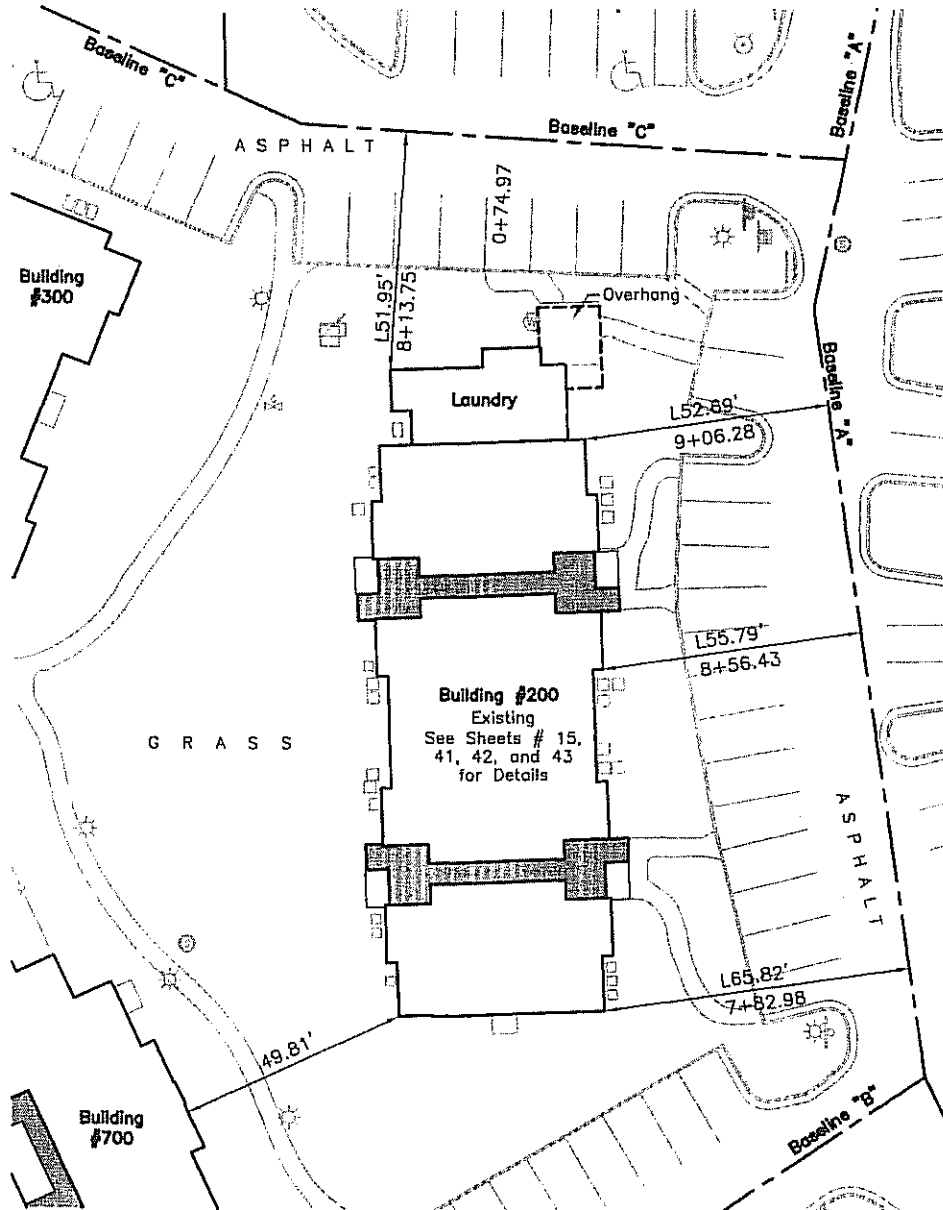 Baseline "C"
Baseline "A"
Baseline "C"
ASPHALT
0+74.97
Building
#300
L51.95'
8+13.75
Overhang
Baseline "A"
Laundry
L52.69'
9+06.28
L55.79'
8+56.43
Building #200
Existing
See Sheets # 15,
41, 42, and 43
for Details
GRASS
ASPHALT
L65.82'
7+82.98
49.81'
Building
#700
Baseline "B"